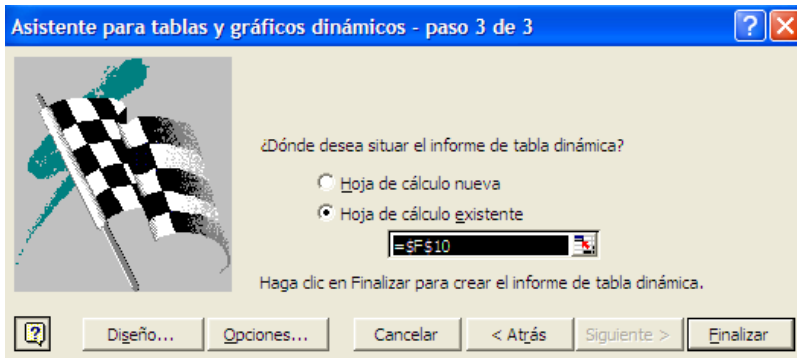 Asistente para tablas y gráficos dinámicos - paso 3 de 3
¿Dónde desea situar el informe de tabla dinámica?
Hoja de cálculo nueva
Hoja de cálculo existente
=$F$10
Haga clic en Finalizar para crear el informe de tabla dinámica.
? Diseño... Opciones... Cancelar < Atrás Siguiente > Finalizar